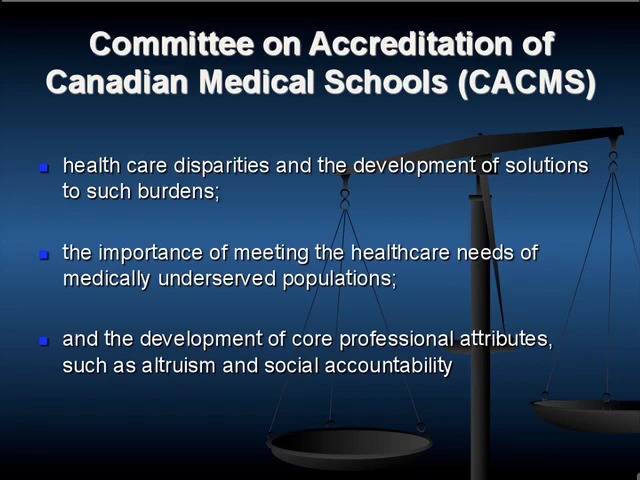 Committee on Accreditation of
Canadian Medical Schools (CACMS)
health care disparities and the development of solutions
to such burdens;
the importance of meeting the healthcare needs of
medically underserved populations;
and the development of core professional attributes,
such as altruism and social accountability